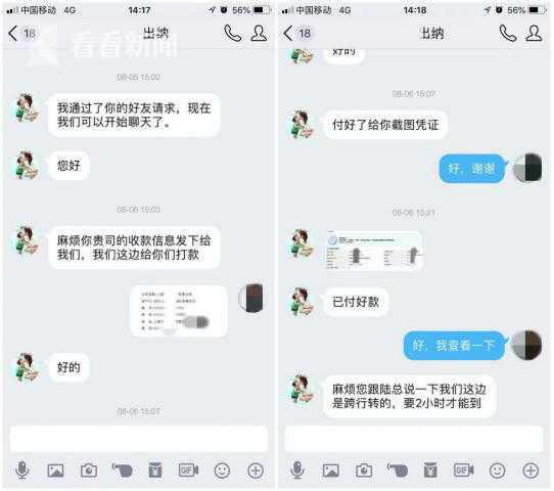 中国移动 4G 14:17 56%
18 出纳
看看新闻
08-06 15:02
我通过了你的好友请求，现在
我们可以开始聊天了。
您好
08-06 15:03
麻烦你贵司的收款信息发下给
我们，我们这边给你们打款
好的
08-06 15:07
GIF
中国移动 4G 14:18 56%
18 出纳
好的
08-06 15:07
付好了给你截图凭证
好，谢谢
08-06 15:21
已付好款
好，我查看一下
麻烦您跟陆总说一下我们这边
是跨行转的，要2小时才能到
GIF